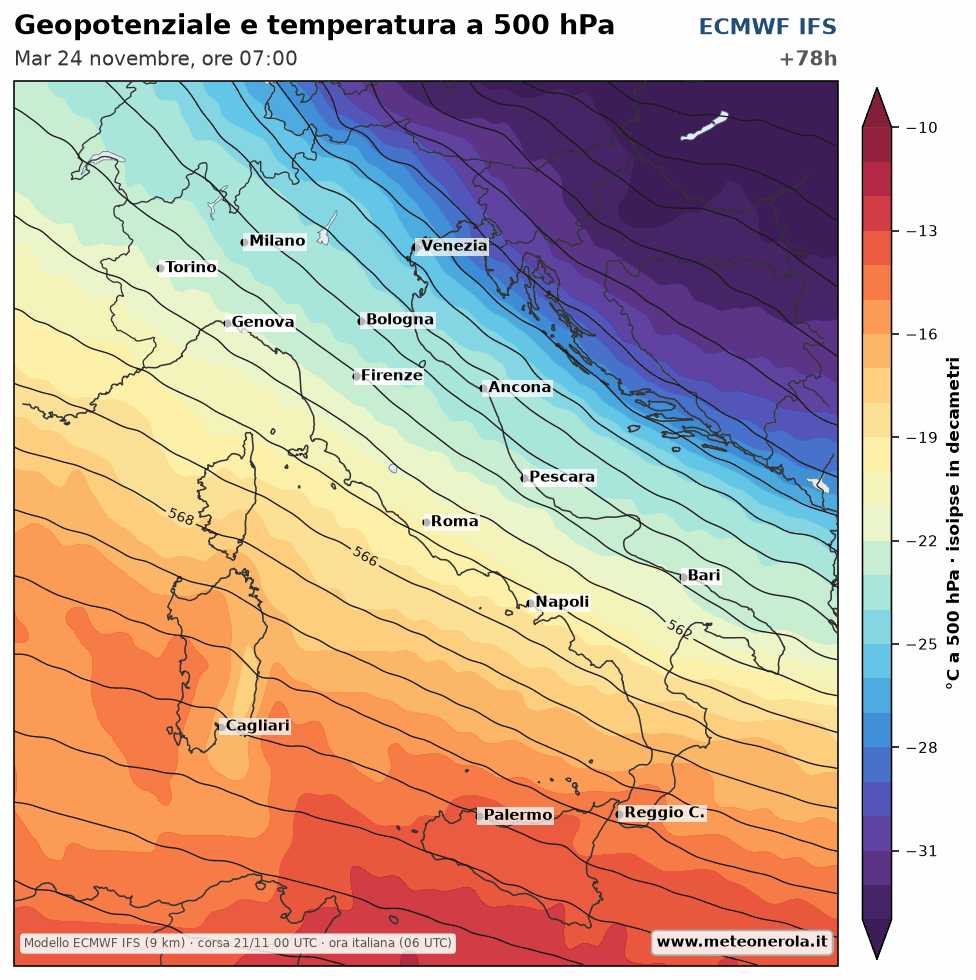 Geopotenziale e temperatura a 500 hPa
ECMWF IFS
Mar 24 novembre, ore 07:00
+78h
−10
−13
−16
−19
−22
−25
−28
−31
°C a 500 hPa · isoipse in decametri
Milano
Venezia
Torino
Genova
Bologna
Firenze
Ancona
Pescara
568
Roma
566
Bari
Napoli
562
Cagliari
Palermo
Reggio C.
Modello ECMWF IFS (9 km) · corsa 21/11 00 UTC · ora italiana (06 UTC)
www.meteonerola.it